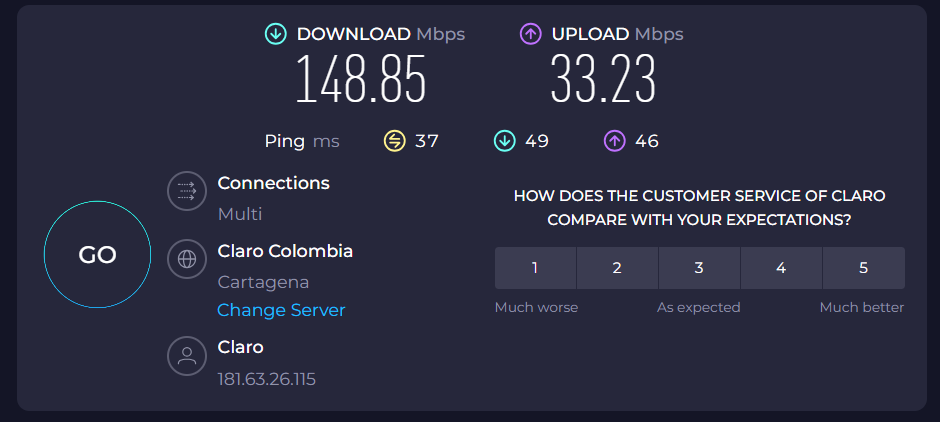 DOWNLOAD Mbps
UPLOAD Mbps
148.85
33.23
Ping ms 37 49 46
GO
Connections
Multi
Claro Colombia
Cartagena
Change Server
Claro
181.63.26.115
HOW DOES THE CUSTOMER SERVICE OF CLARO
COMPARE WITH YOUR EXPECTATIONS?
1 2 3 4 5
Much worse As expected Much better